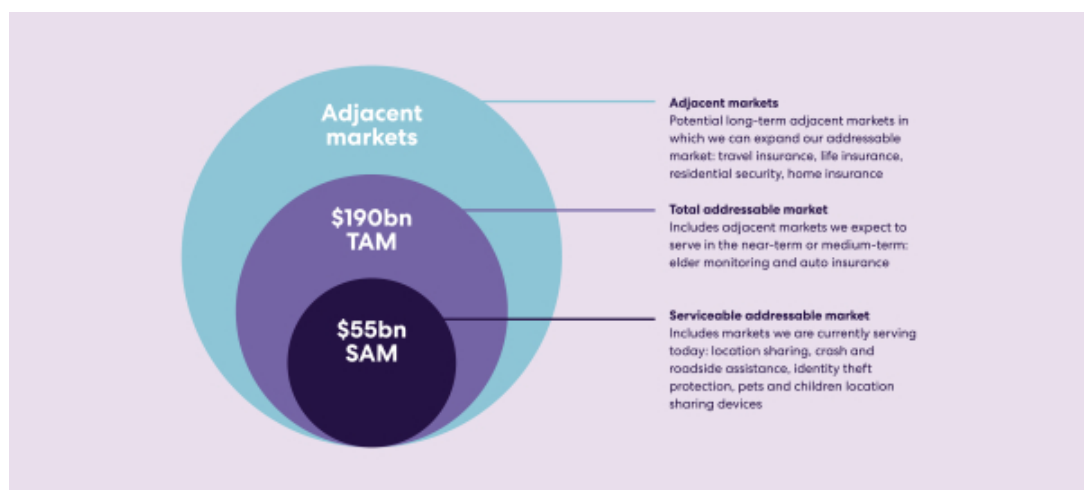 Adjacent
markets
$190bn
TAM
$55bn
SAM
Adjacent markets
Potential long-term adjacent markets in
which we can expand our addressable
market: travel insurance, life insurance,
residential security, home insurance
Total addressable market
Includes adjacent markets we expect to
serve in the near-term or medium-term:
elder monitoring and auto insurance
Serviceable addressable market
Includes markets we are currently serving
today: location sharing, crash and
roadside assistance, identity theft
protection, pets and children location
sharing devices